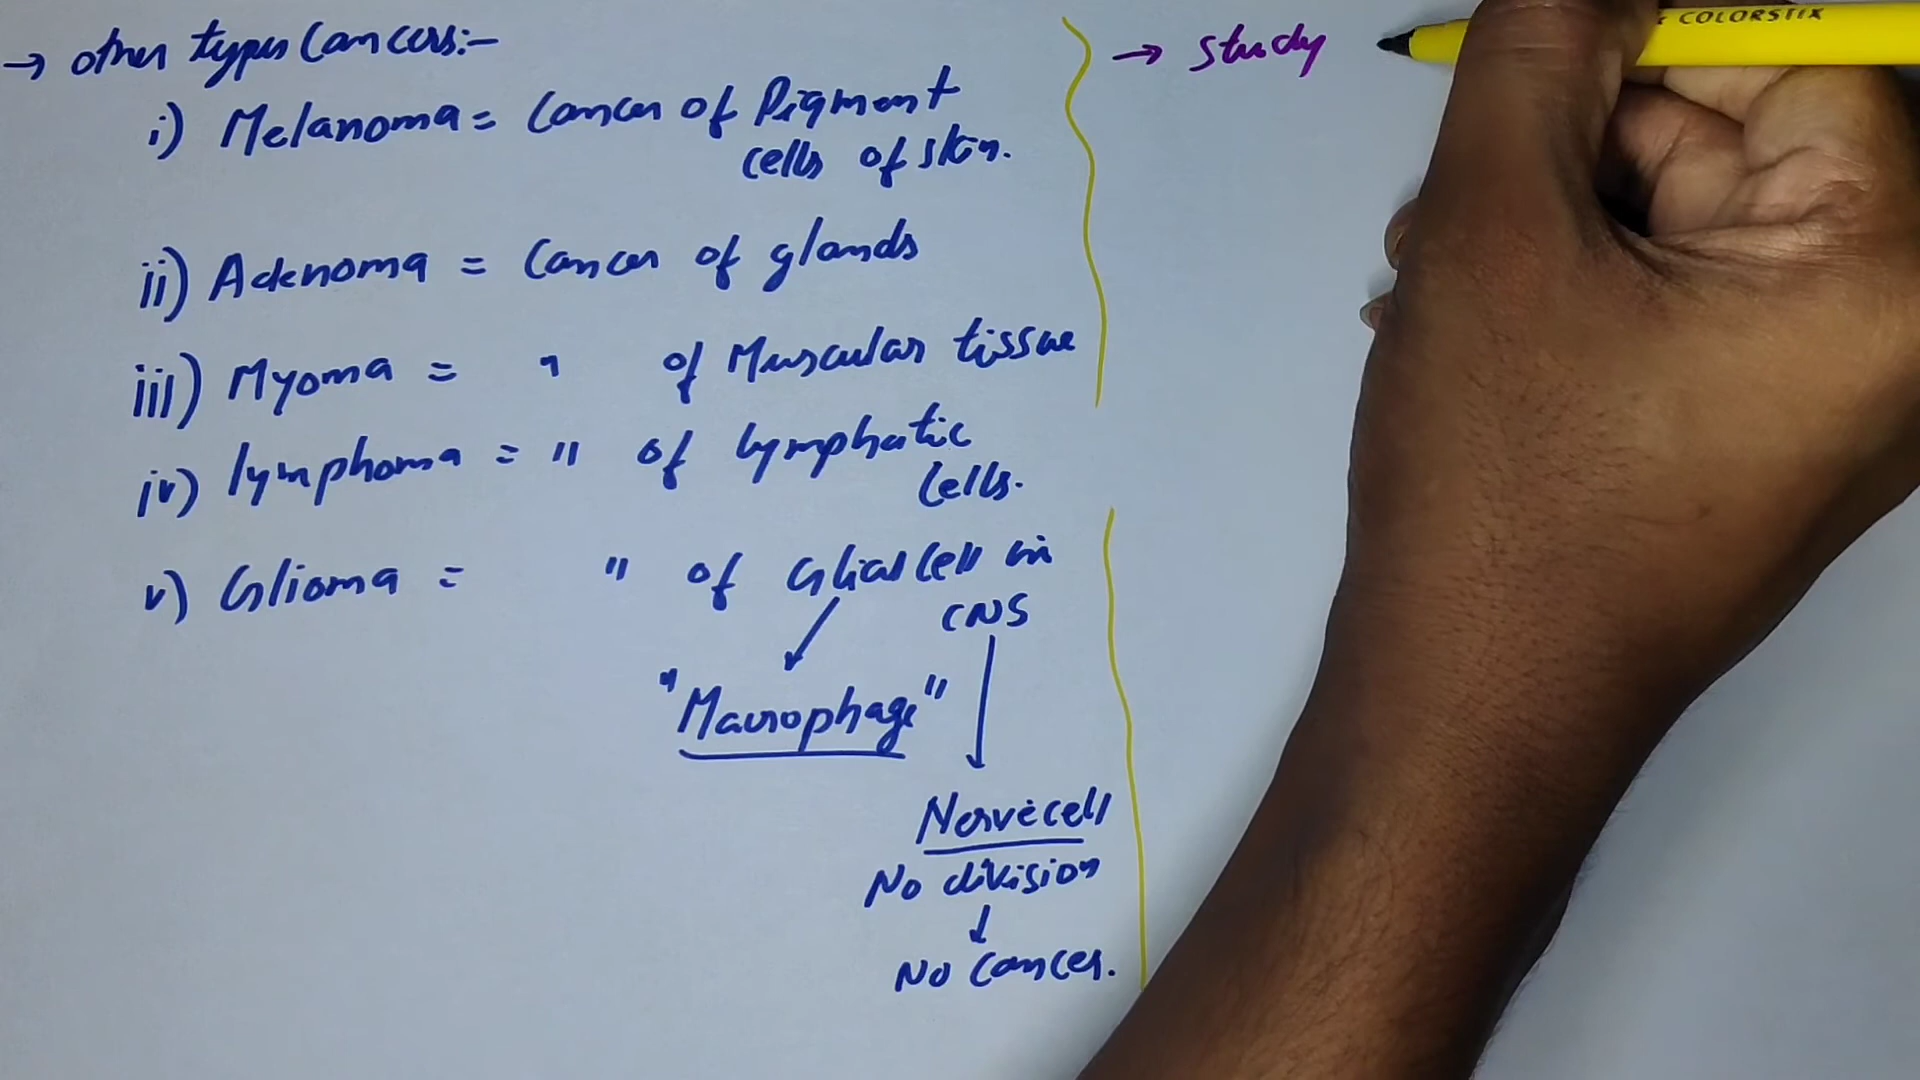 → other types Cancers:-
i) Melanoma = Cancer of Pigment
cells of skin.
ii) Adenoma = Cancer of glands
iii) Myoma = " of Muscular tissue
iv) lymphoma = " of lymphatic
Cells.
v) Glioma = " of Glial cell in
CNS
"Macrophage"
Nerve cell
No division
↓
No Cancer.
→ study
COLORSTIX